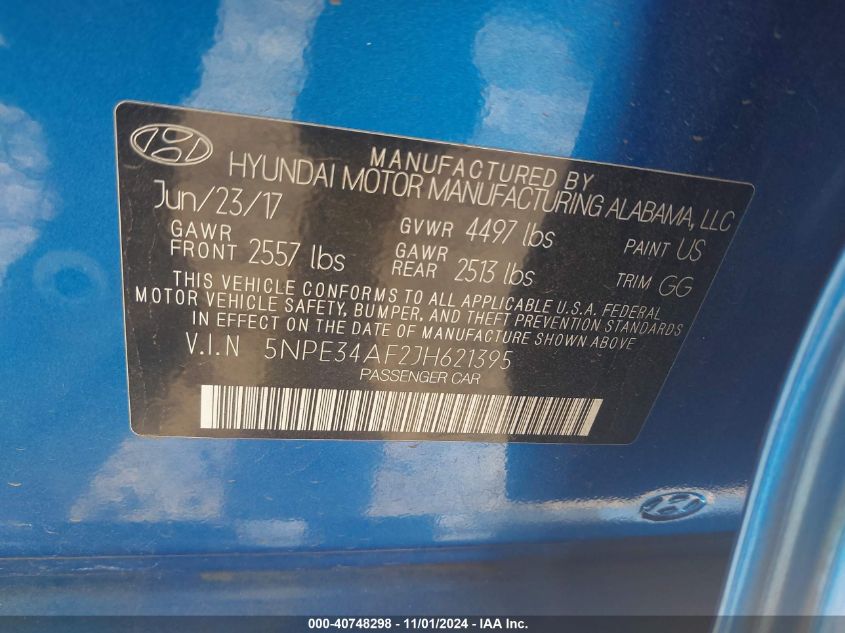 MANUFACTURED BY
HYUNDAI MOTOR MANUFACTURING ALABAMA, LLC
Jun/23/17
GAWR
FRONT 2557 lbs
GVWR 4497 lbs
GAWR
REAR 2513 lbs
PAINT US
TRIM GG
THIS VEHICLE CONFORMS TO ALL APPLICABLE U.S.A. FEDERAL
MOTOR VEHICLE SAFETY, BUMPER, AND THEFT PREVENTION STANDARDS
IN EFFECT ON THE DATE OF MANUFACTURE SHOWN ABOVE.
V.I.N 5NPE34AF2JH621395
PASSENGER CAR
000-40748298 - 11/01/2024 - IAA Inc.